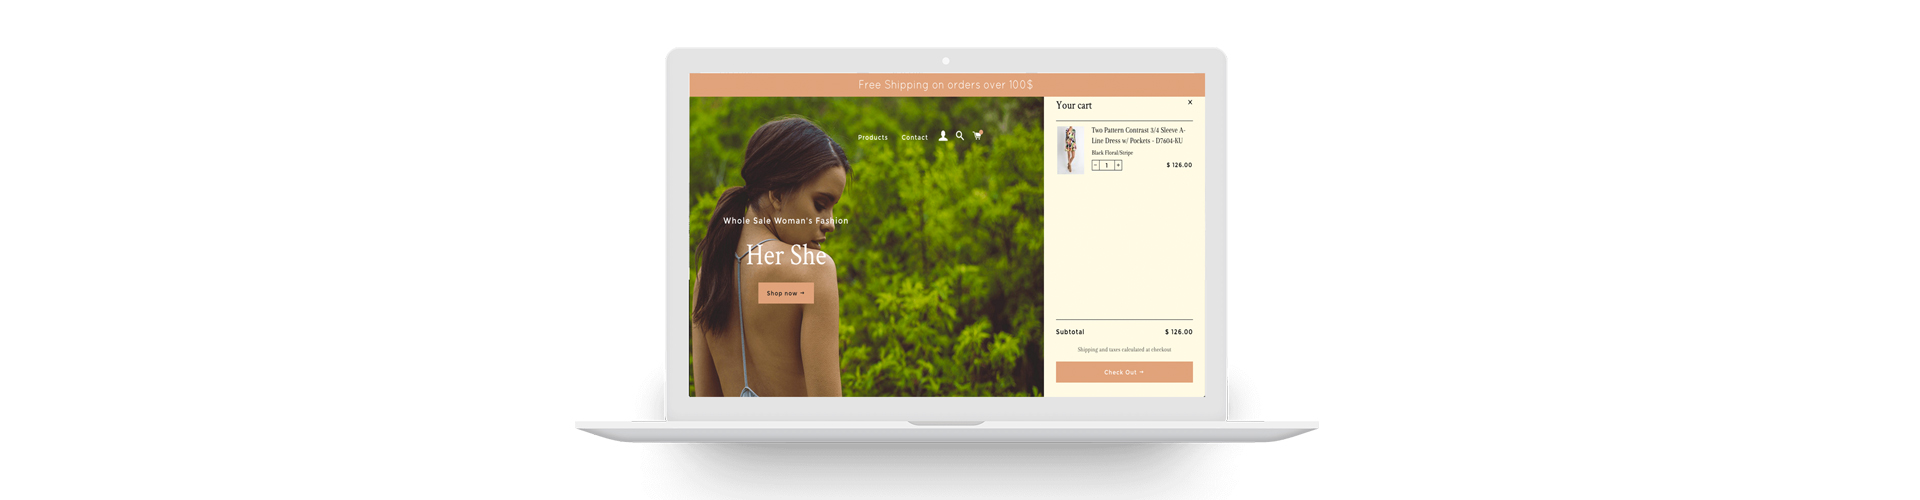 Free Shipping on orders over 100$
Products Contact
Whole Sale Woman's Fashion
Her She
Shop now →
Your cart
X
Two Pattern Contrast 3/4 Sleeve A-
Line Dress w/ Pockets - D7604-KU
Black Floral/Stripe
- 1 +
$ 126.00
Subtotal $ 126.00
Shipping and taxes calculated at checkout
Check Out →